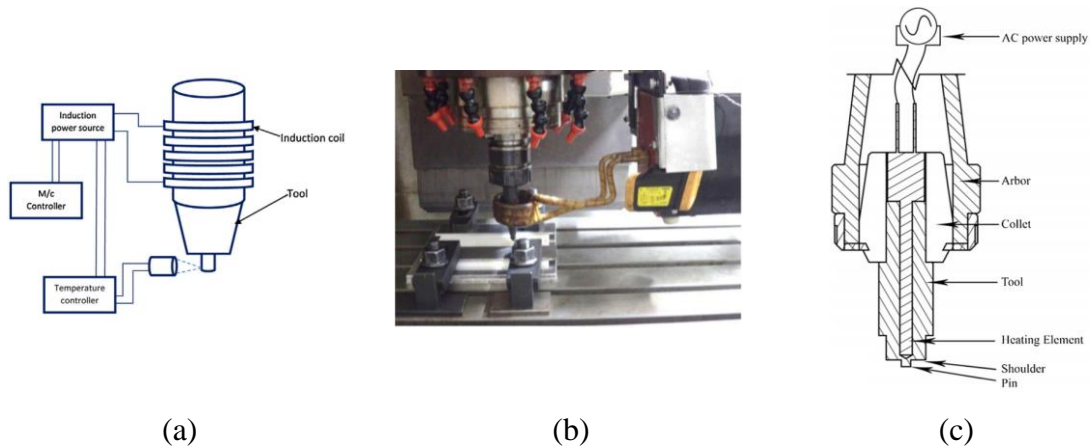 Induction
power source
Induction coil
M/c
Controller
Tool
Temperature
controller
AC power supply
Arbor
Collet
Tool
Heating Element
Shoulder
Pin
(a)
(b)
(c)